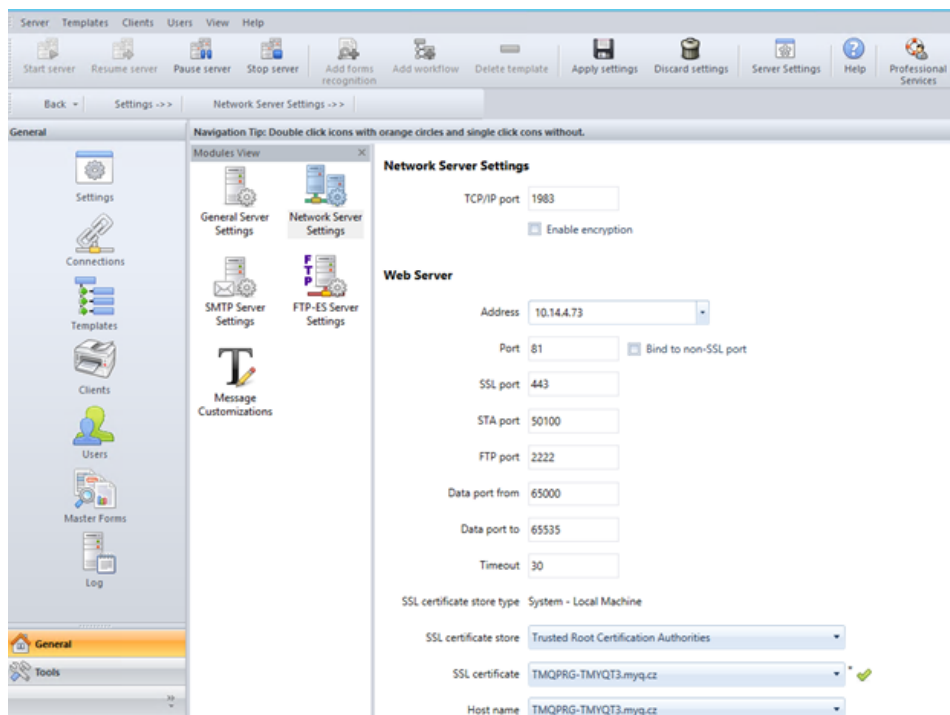 Server Templates Clients Users View Help
Start server Resume server Pause server Stop server Add forms recognition Add workflow Delete template Apply settings Discard settings Server Settings Help Professional Services
Back Settings ->> Network Server Settings ->>
General
Navigation Tip: Double click icons with orange circles and single click cons without.
Settings
Connections
Templates
Clients
Users
Master Forms
Log
General
Tools
Modules View
General Server Settings
Network Server Settings
SMTP Server Settings
FTP
FTP-ES Server Settings
T
Message Customizations
Network Server Settings
TCP/IP port 1983
Enable encryption
Web Server
Address 10.14.4.73
Port 81 Bind to non-SSL port
SSL port 443
STA port 50100
FTP port 2222
Data port from 65000
Data port to 65535
Timeout 30
SSL certificate store type System - Local Machine
SSL certificate store Trusted Root Certification Authorities
SSL certificate TMQPRG-TMYQT3.myq.cz *
Host name TMQPRG-TMYQT3.myq.cz